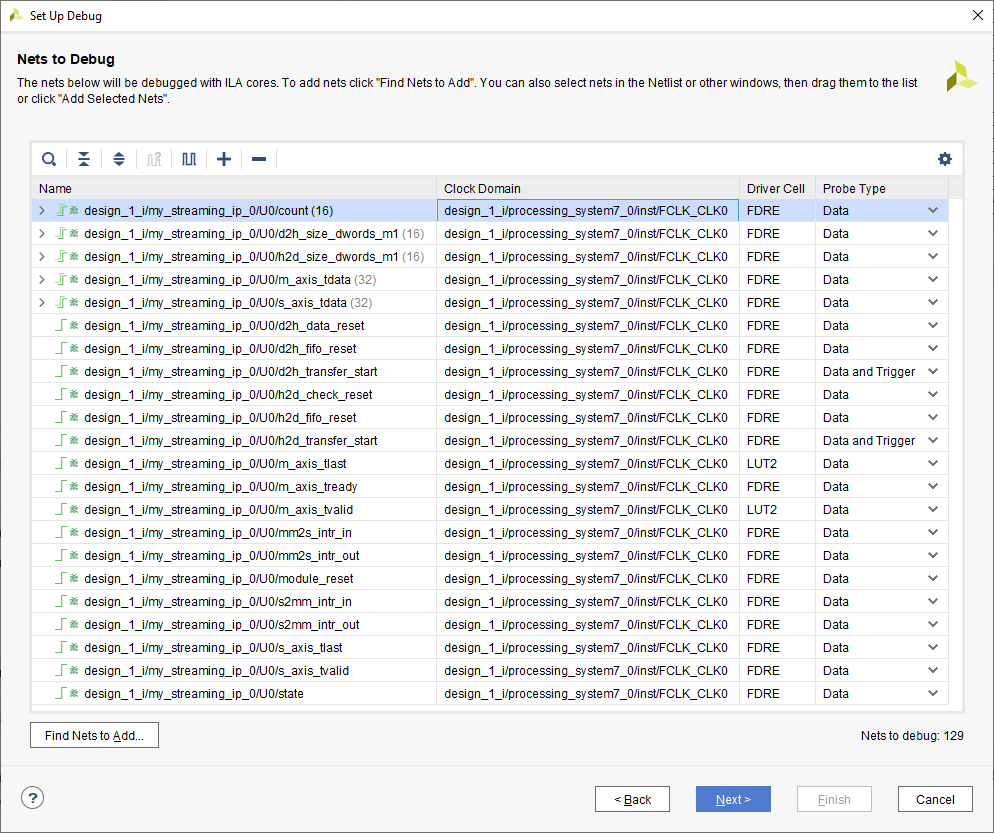 Set Up Debug
Nets to Debug
The nets below will be debugged with ILA cores. To add nets click "Find Nets to Add". You can also select nets in the Netlist or other windows, then drag them to the list
or click "Add Selected Nets".
Name Clock Domain Driver Cell Probe Type
design_1_i/my_streaming_ip_0/U0/count (16) design_1_i/processing_system7_0/inst/FCLK_CLK0 FDRE Data
design_1_i/my_streaming_ip_0/U0/d2h_size_dwords_m1 (16) design_1_i/processing_system7_0/inst/FCLK_CLK0 FDRE Data
design_1_i/my_streaming_ip_0/U0/h2d_size_dwords_m1 (16) design_1_i/processing_system7_0/inst/FCLK_CLK0 FDRE Data
design_1_i/my_streaming_ip_0/U0/m_axis_tdata (32) design_1_i/processing_system7_0/inst/FCLK_CLK0 FDRE Data
design_1_i/my_streaming_ip_0/U0/s_axis_tdata (32) design_1_i/processing_system7_0/inst/FCLK_CLK0 FDRE Data
design_1_i/my_streaming_ip_0/U0/d2h_data_reset design_1_i/processing_system7_0/inst/FCLK_CLK0 FDRE Data
design_1_i/my_streaming_ip_0/U0/d2h_fifo_reset design_1_i/processing_system7_0/inst/FCLK_CLK0 FDRE Data
design_1_i/my_streaming_ip_0/U0/d2h_transfer_start design_1_i/processing_system7_0/inst/FCLK_CLK0 FDRE Data and Trigger
design_1_i/my_streaming_ip_0/U0/h2d_check_reset design_1_i/processing_system7_0/inst/FCLK_CLK0 FDRE Data
design_1_i/my_streaming_ip_0/U0/h2d_fifo_reset design_1_i/processing_system7_0/inst/FCLK_CLK0 FDRE Data
design_1_i/my_streaming_ip_0/U0/h2d_transfer_start design_1_i/processing_system7_0/inst/FCLK_CLK0 FDRE Data and Trigger
design_1_i/my_streaming_ip_0/U0/m_axis_tlast design_1_i/processing_system7_0/inst/FCLK_CLK0 LUT2 Data
design_1_i/my_streaming_ip_0/U0/m_axis_tready design_1_i/processing_system7_0/inst/FCLK_CLK0 FDRE Data
design_1_i/my_streaming_ip_0/U0/m_axis_tvalid design_1_i/processing_system7_0/inst/FCLK_CLK0 LUT2 Data
design_1_i/my_streaming_ip_0/U0/mm2s_intr_in design_1_i/processing_system7_0/inst/FCLK_CLK0 FDRE Data
design_1_i/my_streaming_ip_0/U0/mm2s_intr_out design_1_i/processing_system7_0/inst/FCLK_CLK0 FDRE Data
design_1_i/my_streaming_ip_0/U0/module_reset design_1_i/processing_system7_0/inst/FCLK_CLK0 FDRE Data
design_1_i/my_streaming_ip_0/U0/s2mm_intr_in design_1_i/processing_system7_0/inst/FCLK_CLK0 FDRE Data
design_1_i/my_streaming_ip_0/U0/s2mm_intr_out design_1_i/processing_system7_0/inst/FCLK_CLK0 FDRE Data
design_1_i/my_streaming_ip_0/U0/s_axis_tlast design_1_i/processing_system7_0/inst/FCLK_CLK0 FDRE Data
design_1_i/my_streaming_ip_0/U0/s_axis_tvalid design_1_i/processing_system7_0/inst/FCLK_CLK0 FDRE Data
design_1_i/my_streaming_ip_0/U0/state design_1_i/processing_system7_0/inst/FCLK_CLK0 FDRE Data
Find Nets to Add... Nets to debug: 129
? < Back Next > Finish Cancel